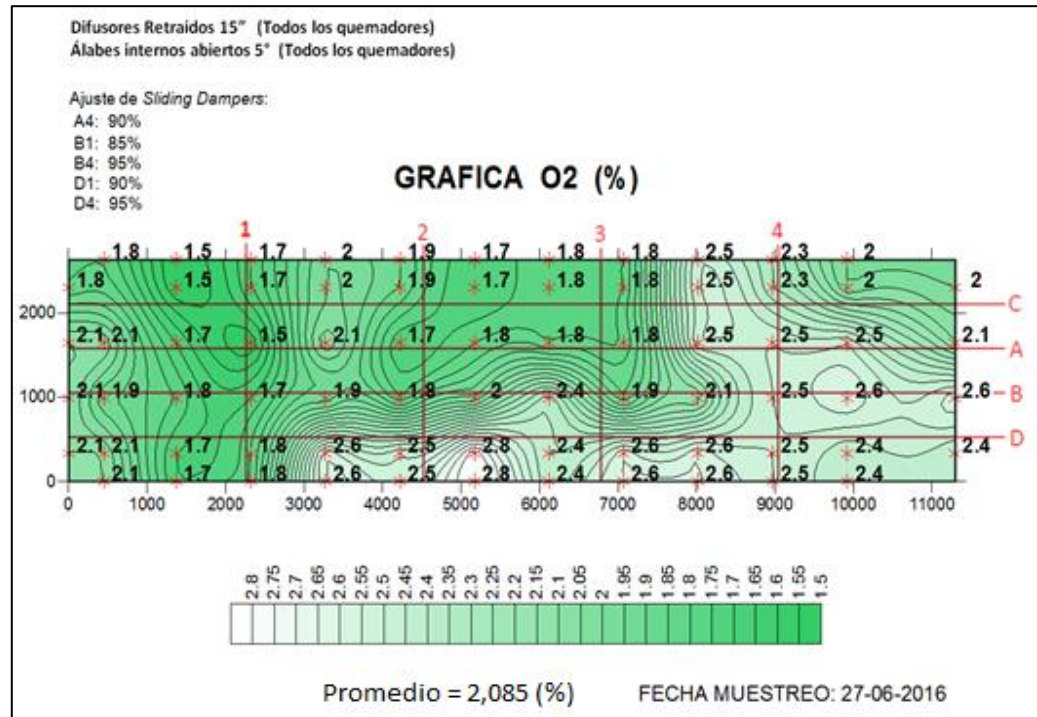 Difusores Retraidos 15” (Todos los quemadores)
Álabes internos abiertos 5° (Todos los quemadores)
Ajuste de Sliding Dampers:
A4: 90%
B1: 85%
B4: 95%
D1: 90%
D4: 95%
GRAFICA O2 (%)
1 2 3 4
1.8 1.5 1.7 2 1.9 1.7 1.8 1.8 2.5 2.3 2
1.8 1.5 1.7 2 1.9 1.7 1.8 1.8 2.5 2.3 2 2
2000
C
2.1 2.1 1.7 1.5 2.1 1.7 1.8 1.8 1.8 2.5 2.5 2.1
A
1000 2.1 1.9 1.8 1.7 1.9 1.8 2 2.4 1.9 2.1 2.5 2.6 2.6
B
D
2.1 2.1 1.7 1.8 2.6 2.5 2.8 2.4 2.6 2.6 2.5 2.4 2.4
0 2.1 1.7 1.8 2.6 2.5 2.8 2.4 2.6 2.6 2.5 2.4
0 1000 2000 3000 4000 5000 6000 7000 8000 9000 10000 11000
2.8 2.75 2.7 2.65 2.6 2.55 2.5 2.45 2.4 2.35 2.3 2.25 2.2 2.15 2.1 2.05 2 1.95 1.9 1.85 1.8 1.75 1.7 1.65 1.6 1.55 1.5
Promedio = 2,085 (%)
FECHA MUESTREO: 27-06-2016